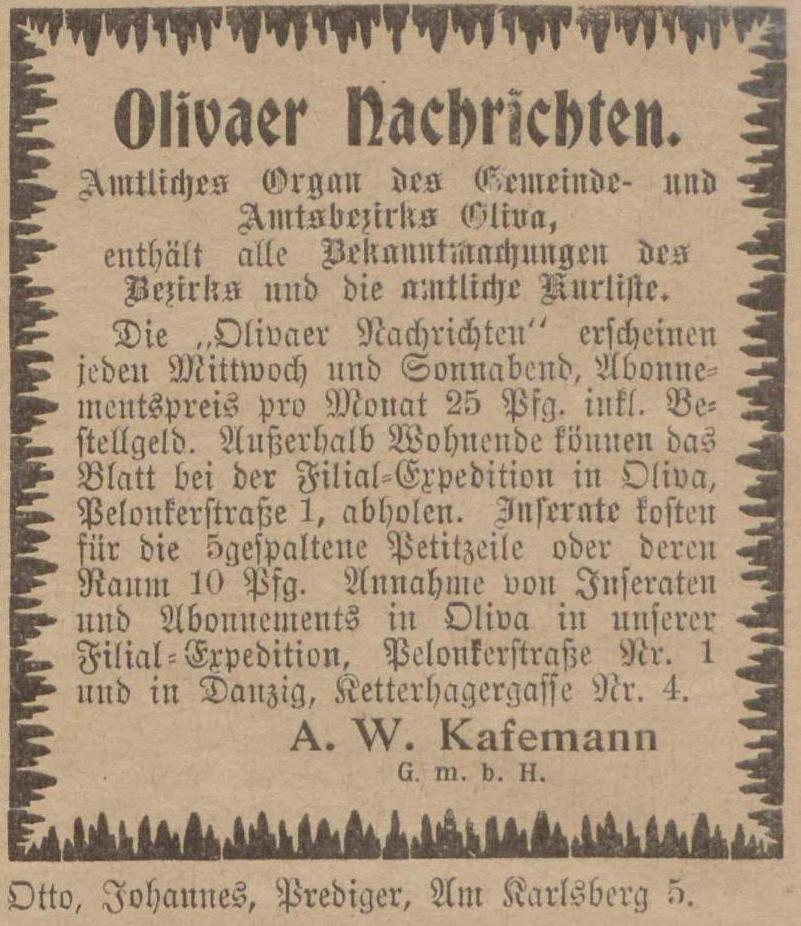 Olivaer Nachrichten.
Amtliches Organ des Gemeinde- und
Amtsbezirks Oliva,
enthält alle Bekanntmachungen des
Bezirks und die amtliche Kurliste.
Die „Olivaer Nachrichten“ erscheinen
jeden Mittwoch und Sonnabend, Abonne-
mentspreis pro Monat 25 Pfg. inkl. Be-
stellgeld. Außerhalb Wohnende können das
Blatt bei der Filial-Expedition in Oliva,
Pelonkerstraße 1, abholen. Inserate kosten
für die 5gespaltene Petitzeile oder deren
Raum 10 Pfg. Annahme von Inseraten
und Abonnements in Oliva in unserer
Filial-Expedition, Pelonkerstraße Nr. 1
und in Danzig, Ketterhagergasse Nr. 4.
A. W. Kafemann
G. m. b. H.
Otto, Johannes, Prediger, Am Karlsberg 5.